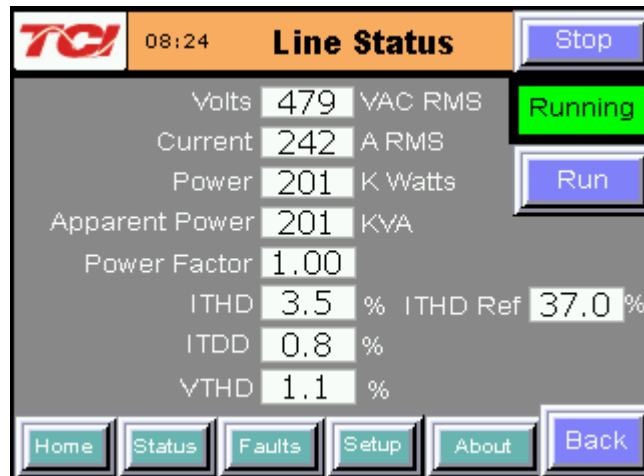 TCI 08:24 Line Status Stop
Volts 479 VAC RMS Running
Current 242 A RMS
Power 201 K Watts Run
Apparent Power 201 KVA
Power Factor 1.00
ITHD 3.5 % ITHD Ref 37.0 %
ITDD 0.8 %
VTHD 1.1 %
Home Status Faults Setup About Back